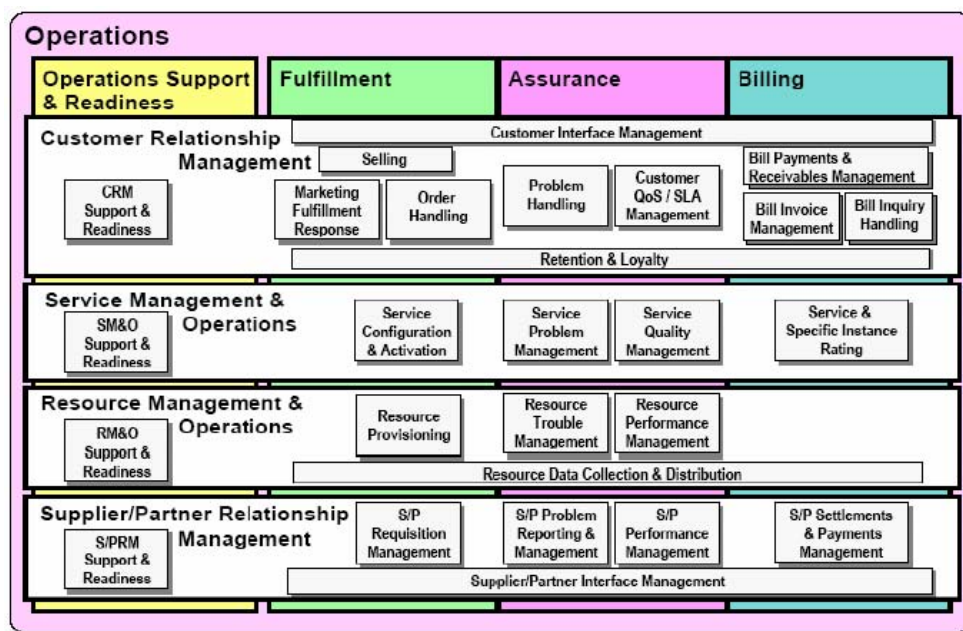 Operations
Operations Support
& Readiness
Fulfillment
Assurance
Billing
Customer Relationship
Management
Customer Interface Management
Selling
CRM
Support &
Readiness
Marketing
Fulfillment
Response
Order
Handling
Problem
Handling
Customer
QoS / SLA
Management
Bill Payments &
Receivables Management
Bill Invoice
Management
Bill Inquiry
Handling
Retention & Loyalty
Service Management &
Operations
SM&O
Support &
Readiness
Service
Configuration
& Activation
Service
Problem
Management
Service
Quality
Management
Service &
Specific Instance
Rating
Resource Management &
Operations
RM&O
Support &
Readiness
Resource
Provisioning
Resource
Trouble
Management
Resource
Performance
Management
Resource Data Collection & Distribution
Supplier/Partner Relationship
Management
S/PRM
Support &
Readiness
S/P
Requisition
Management
S/P Problem
Reporting &
Management
S/P
Performance
Management
S/P Settlements
& Payments
Management
Supplier/Partner Interface Management